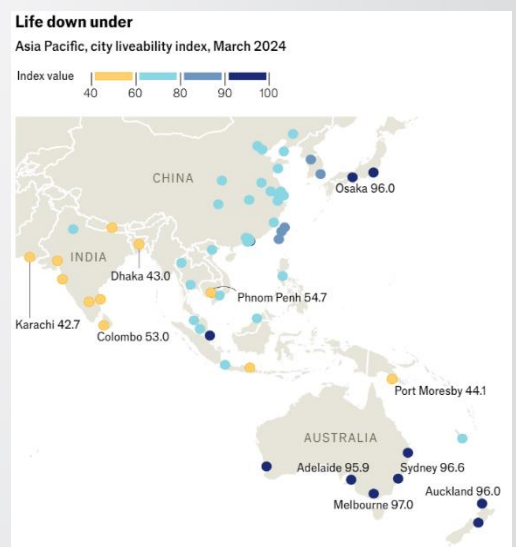 Life down under
Asia Pacific, city liveability index, March 2024
Index value
40 60 80 90 100
CHINA
Osaka 96.0
INDIA
Dhaka 43.0
Phnom Penh 54.7
Karachi 42.7
Colombo 53.0
Port Moresby 44.1
AUSTRALIA
Adelaide 95.9
Sydney 96.6
Auckland 96.0
Melbourne 97.0